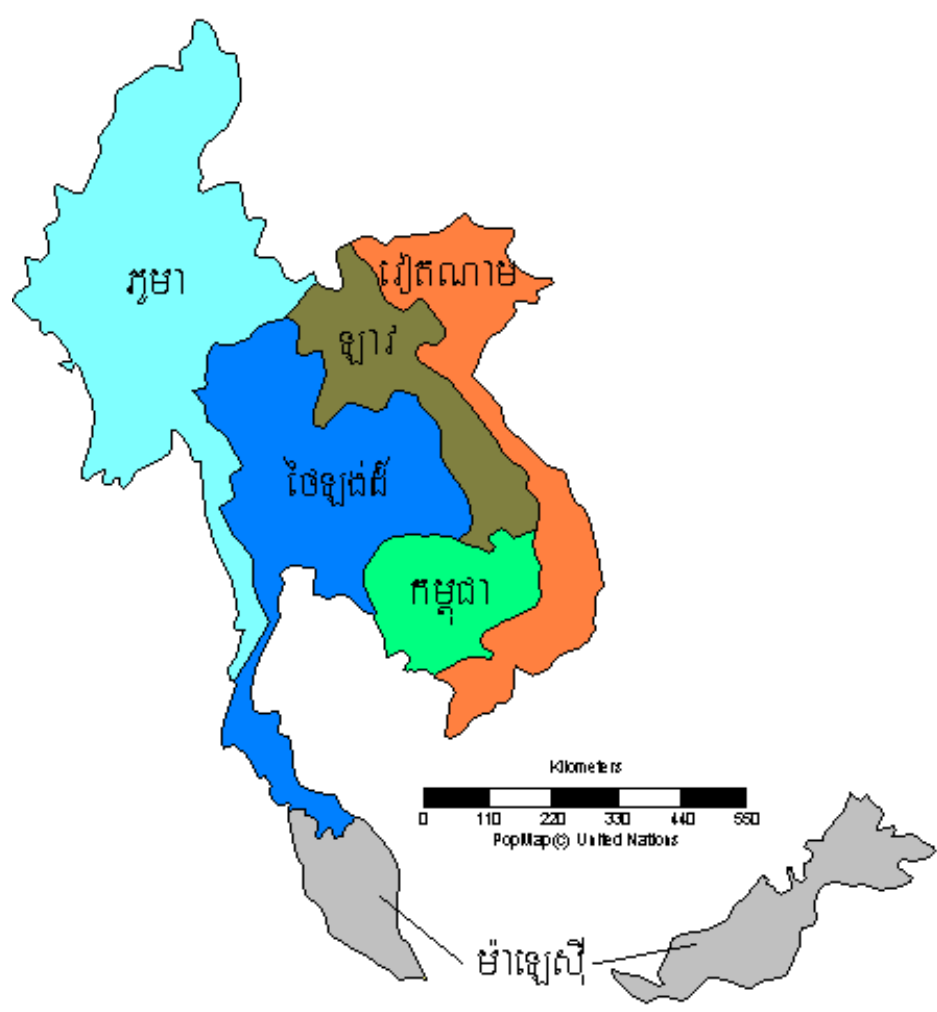 វៀតណាម
ភូមា
ឡាវ
ថៃឡង់ដ៏
កម្ពុជា
Kilometers
0 110 220 330 440 550
PopMap© United Nations
ម៉ាឡេស៊ី